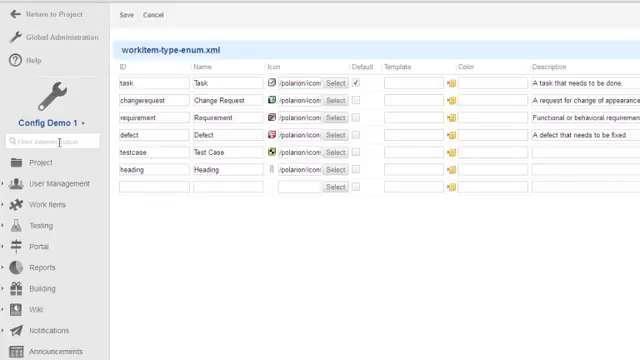 Return to Project
Global Administration
Help
Config Demo 1
Filter Administration
Project
User Management
Work Items
Testing
Portal
Reports
Building
Wiki
Notifications
Announcements
Save Cancel
workitem-type-enum.xml
ID Name Icon Default Template Color Description
task Task /polarion/icon Select A task that needs to be done.
changerequest Change Request /polarion/icon Select A request for change of appearance
requirement Requirement /polarion/icon Select Functional or behavioral requiremen
defect Defect /polarion/icon Select A defect that needs to be fixed
testcase Test Case /polarion/icon Select
heading Heading /polarion/icon Select
Select